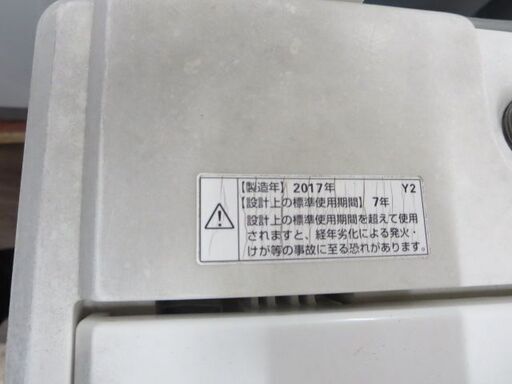 【製造年】2017年 Y2
【設計上の標準使用期間】7年
設計上の標準使用期間を超えて使用
されますと、経年劣化による発火・
けが等の事故に至る恐れがあります。